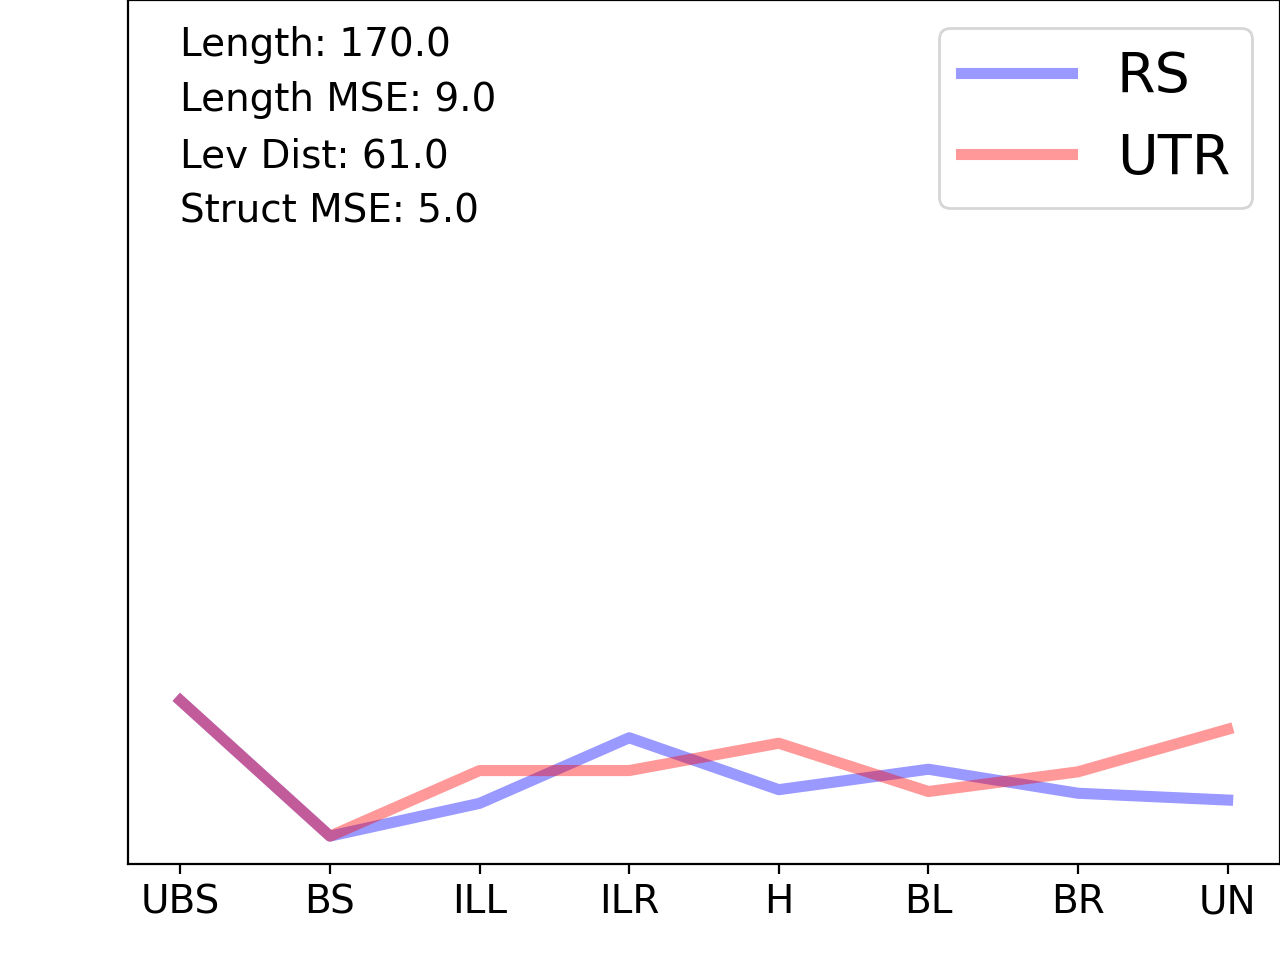 Length: 170.0
Length MSE: 9.0
Lev Dist: 61.0
Struct MSE: 5.0
RS
UTR
UBS BS ILL ILR H BL BR UN